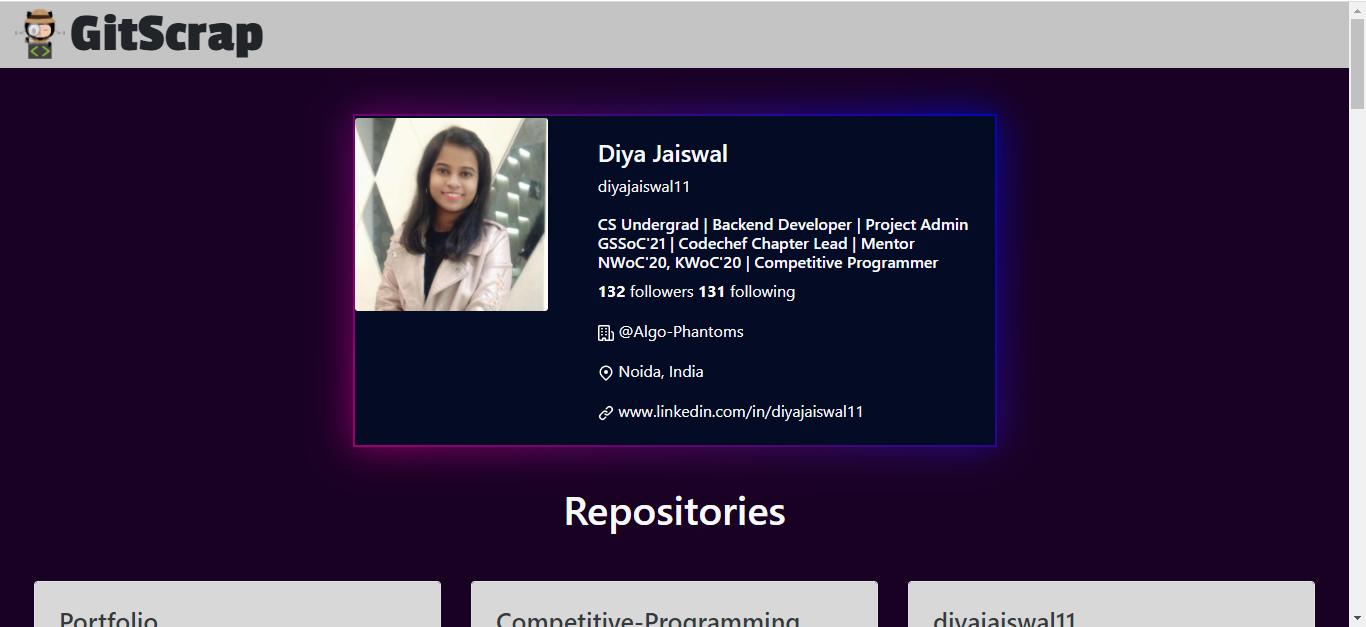 GitScrap
Diya Jaiswal
diyajaiswal11
CS Undergrad | Backend Developer | Project Admin
GSSoC'21 | Codechef Chapter Lead | Mentor
NWoC'20, KWoC'20 | Competitive Programmer
132 followers 131 following
@Algo-Phantoms
Noida, India
www.linkedin.com/in/diyajaiswal11
Repositories
Portfolio
Competitive-Programming
diyajaiswal11